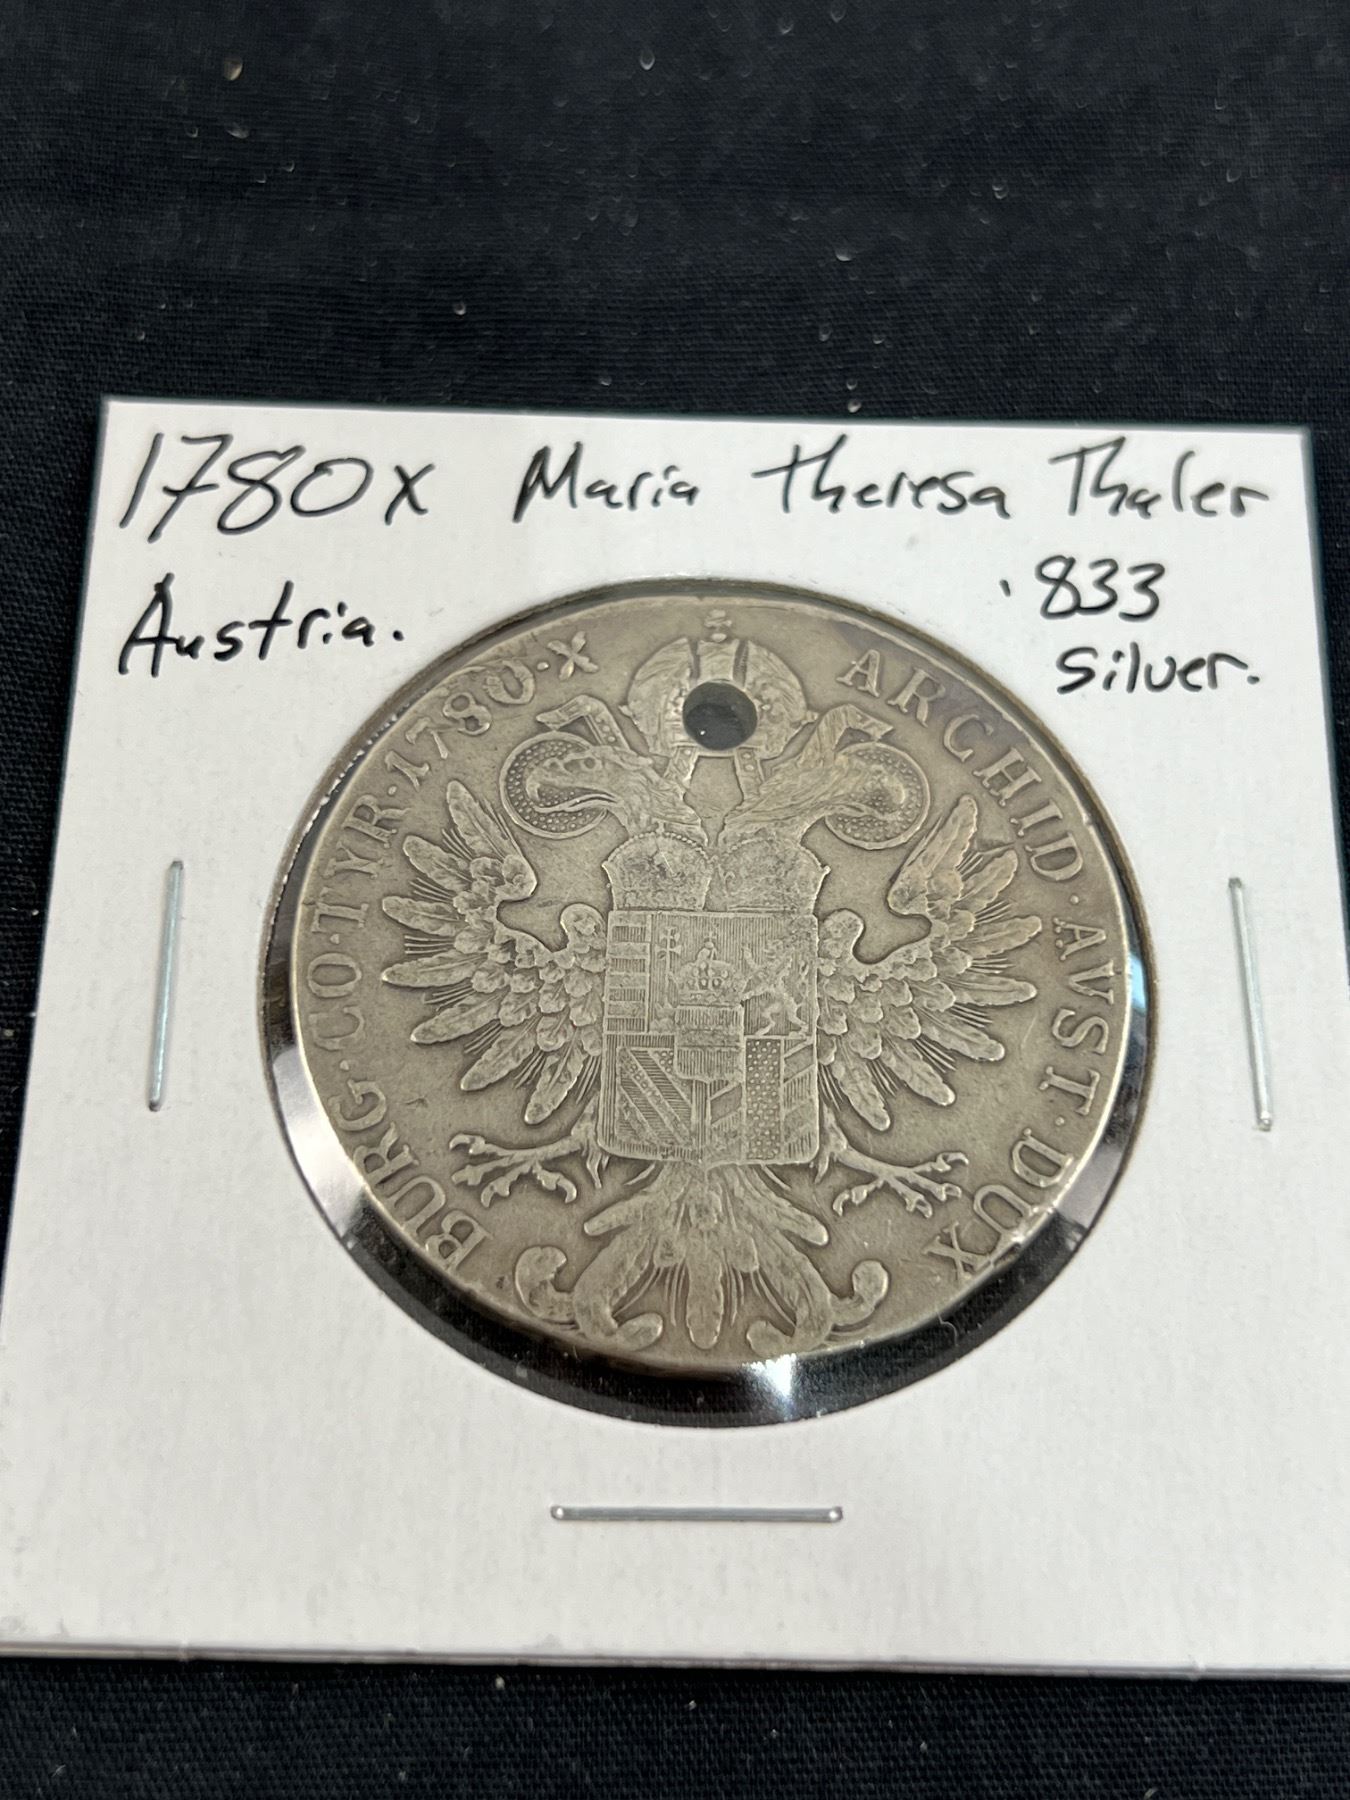 1780x Maria Theresa Thaler
Austria.
.833
silver.
ARCHID·AVST·DUX
BURG·CO·TYR·1780·X